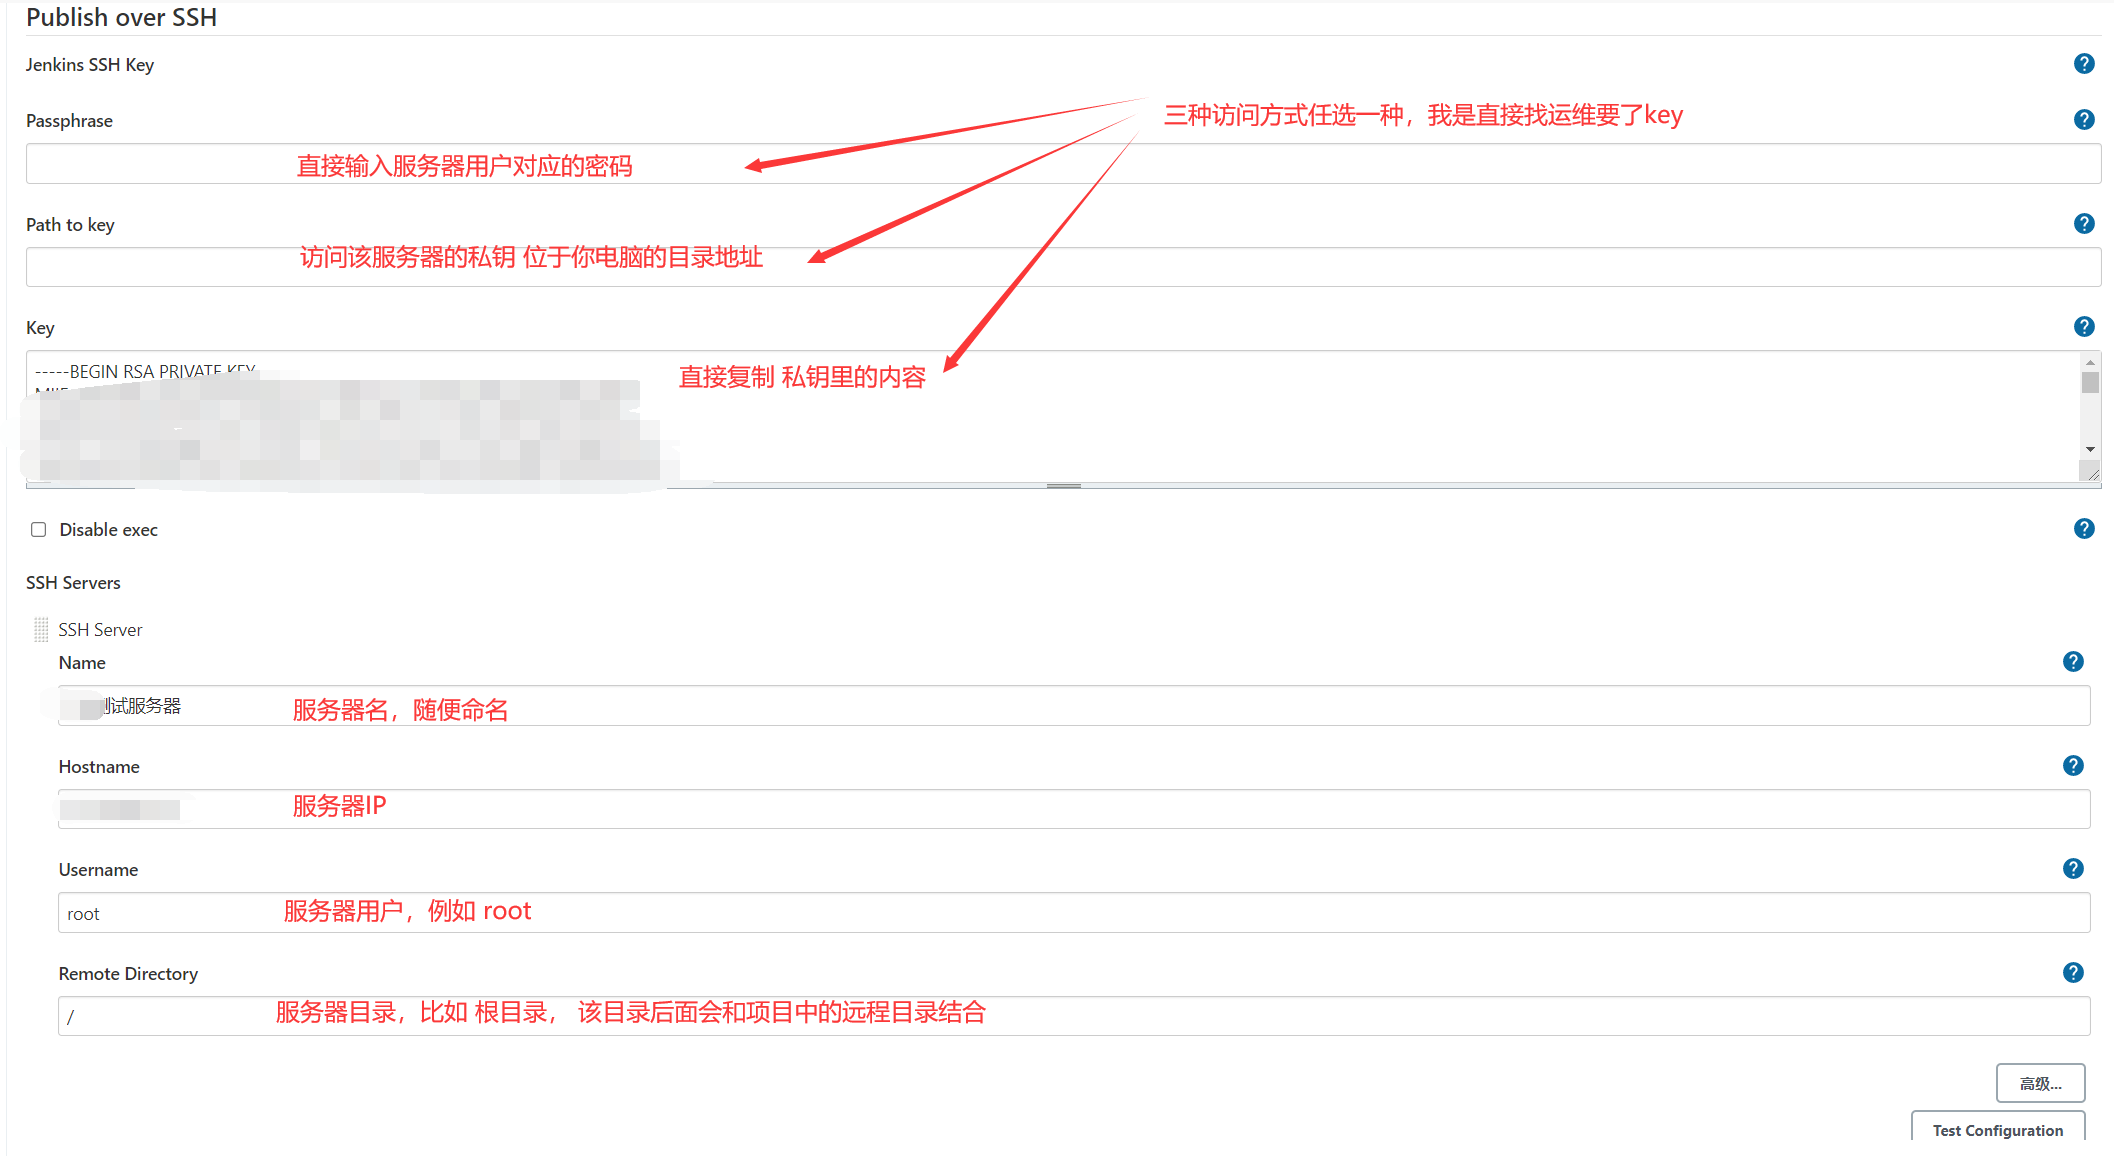 Publish over SSH
Jenkins SSH Key
三种访问方式任选一种，我是直接找运维要了key
Passphrase
直接输入服务器用户对应的密码
Path to key
访问该服务器的私钥 位于你电脑的目录地址
Key
-----BEGIN RSA PRIVATE KEY
直接复制 私钥里的内容
Disable exec
SSH Servers
SSH Server
Name
试服务器
服务器名，随便命名
Hostname
服务器IP
Username
root
服务器用户，例如 root
Remote Directory
/
服务器目录，比如 根目录， 该目录后面会和项目中的远程目录结合
高级...
Test Configuration